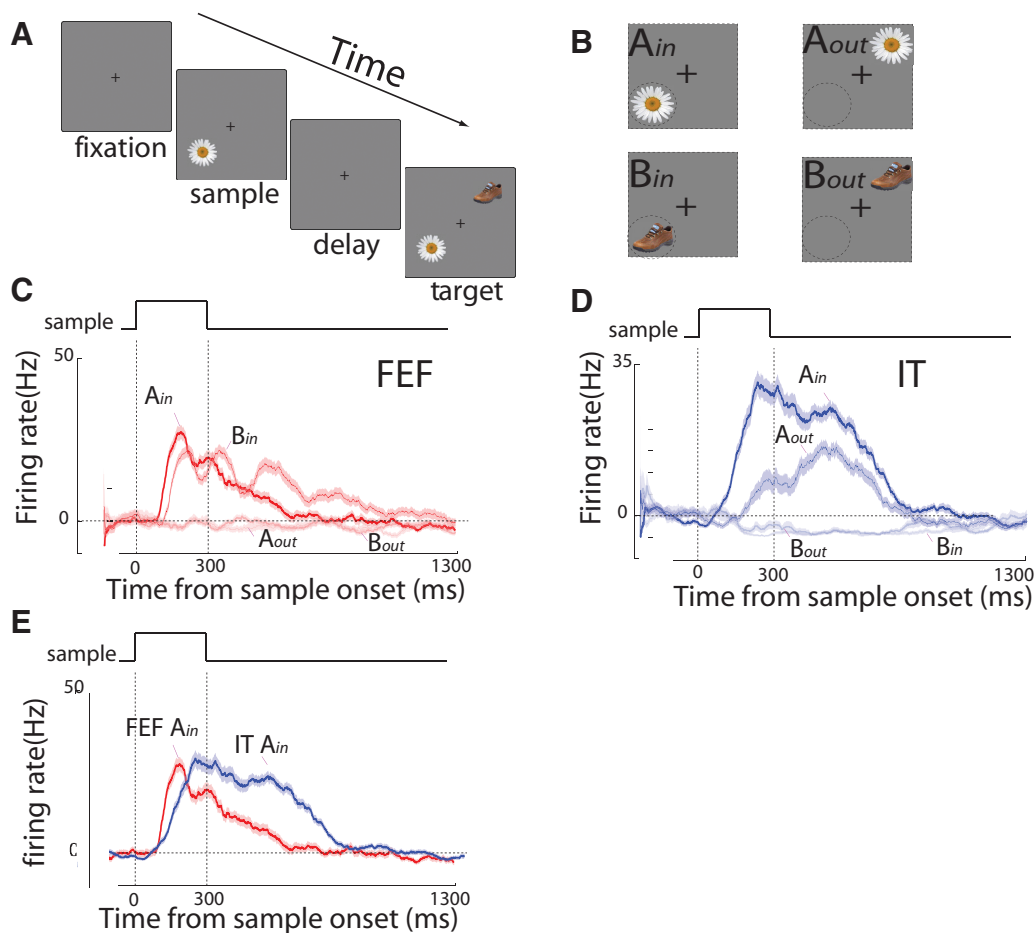 A
Time
fixation
sample
delay
target
B
Ain
Aout
Bin
Bout
C
sample
50
FEF
Firing rate(Hz)
Ain
Bin
0
Aout
Bout
0
300
1300
Time from sample onset (ms)
D
sample
35
IT
Firing rate(Hz)
Ain
Aout
0
Bout
Bin
0
300
1300
Time from sample onset (ms)
E
sample
50
firing rate(Hz)
FEF Ain
IT Ain
0
0
300
1300
Time from sample onset (ms)